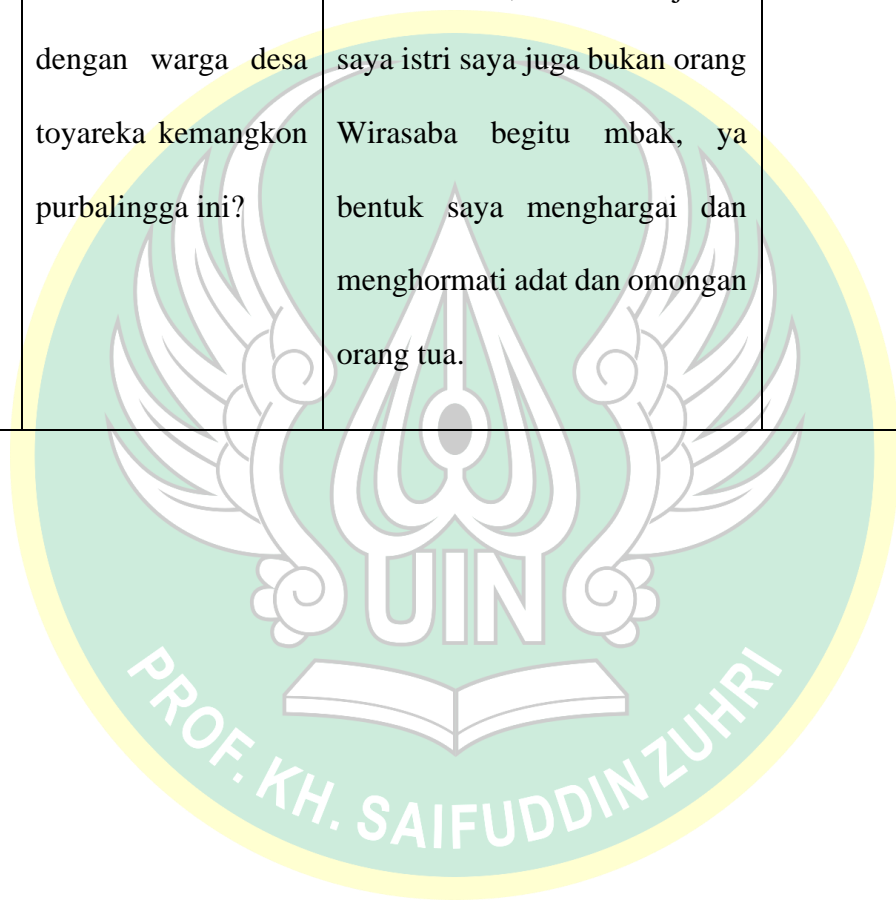 dengan warga desa
toyareka kemangkon
purbalingga ini?
saya istri saya juga bukan orang
Wirasaba begitu mbak, ya
bentuk saya menghargai dan
menghormati adat dan omongan
orang tua.
UIN
PROF. KH. SAIFUDDIN ZUHRI